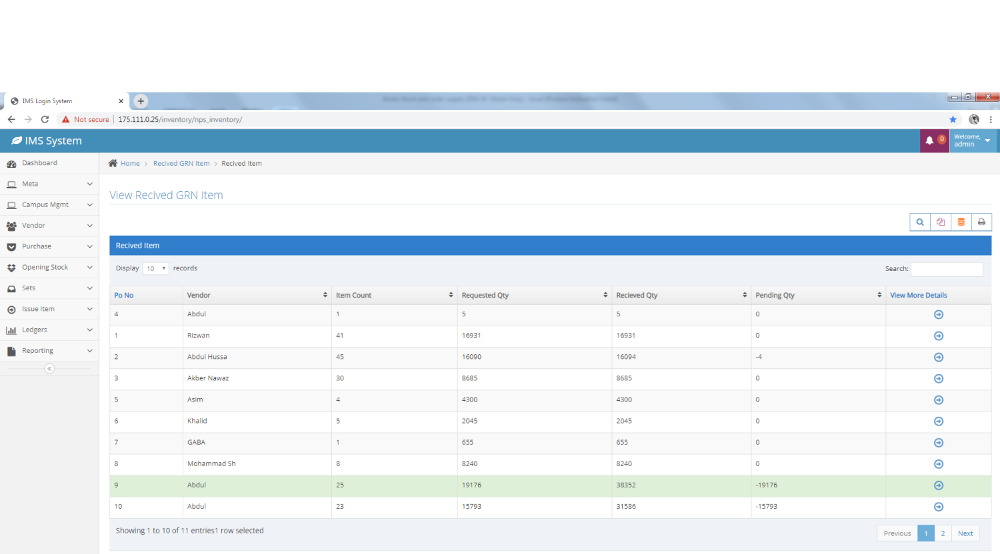 IMS Login System
Not secure 175.111.0.25/inventory/nps_inventory/
IMS System
0
Welcome,
admin
Dashboard
Meta
Campus Mgmt
Vendor
Purchase
Opening Stock
Sets
Issue Item
Ledgers
Reporting
Home > Recived GRN Item > Recived Item
View Recived GRN Item
Recived Item
Display 10 records Search:
Po No Vendor Item Count Requested Qty Recieved Qty Pending Qty View More Details
4 Abdul 1 5 5 0
1 Rizwan 41 16931 16931 0
2 Abdul Hussa 45 16090 16094 -4
3 Akber Nawaz 30 8685 8685 0
5 Asim 4 4300 4300 0
6 Khalid 5 2045 2045 0
7 GABA 1 655 655 0
8 Mohammad Sh 8 8240 8240 0
9 Abdul 25 19176 38352 -19176
10 Abdul 23 15793 31586 -15793
Showing 1 to 10 of 11 entries1 row selected
Previous 1 2 Next